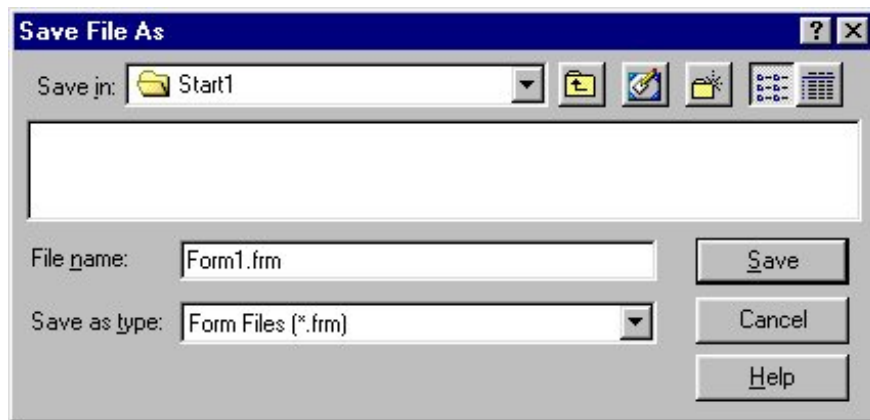 Save File As
Save in: Start1
File name: Form1.frm Save
Save as type: Form Files (*.frm) Cancel
Help